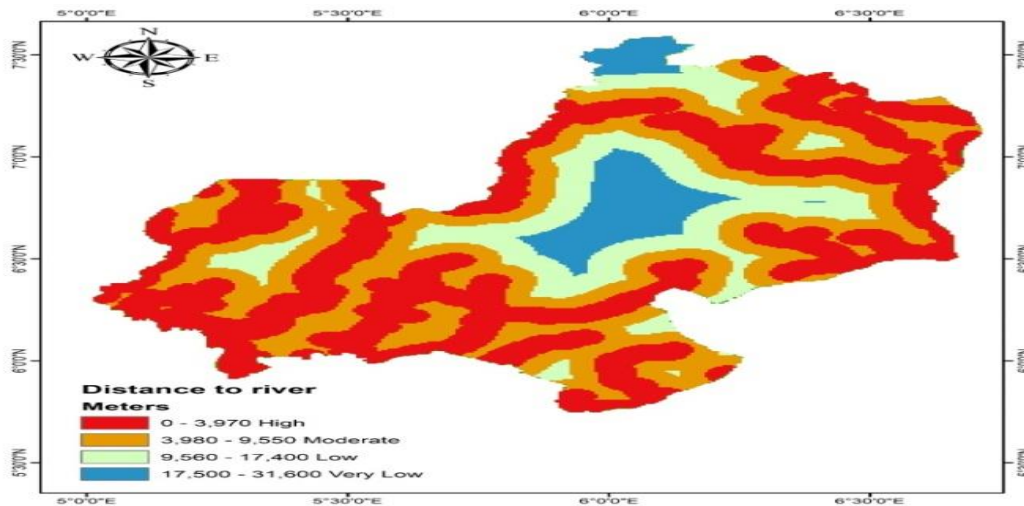 5°0'0"E 5°30'0"E 6°0'0"E 6°30'0"E
N
W E
S
7°30'N
7°0'0"N
6°30'N
6°0'0"N
5°30'N
Distance to river
Meters
0 - 3,970 High
3,980 - 9,550 Moderate
9,560 - 17,400 Low
17,500 - 31,600 Very Low
5°0'0"E 5°30'0"E 6°0'0"E 6°30'0"E